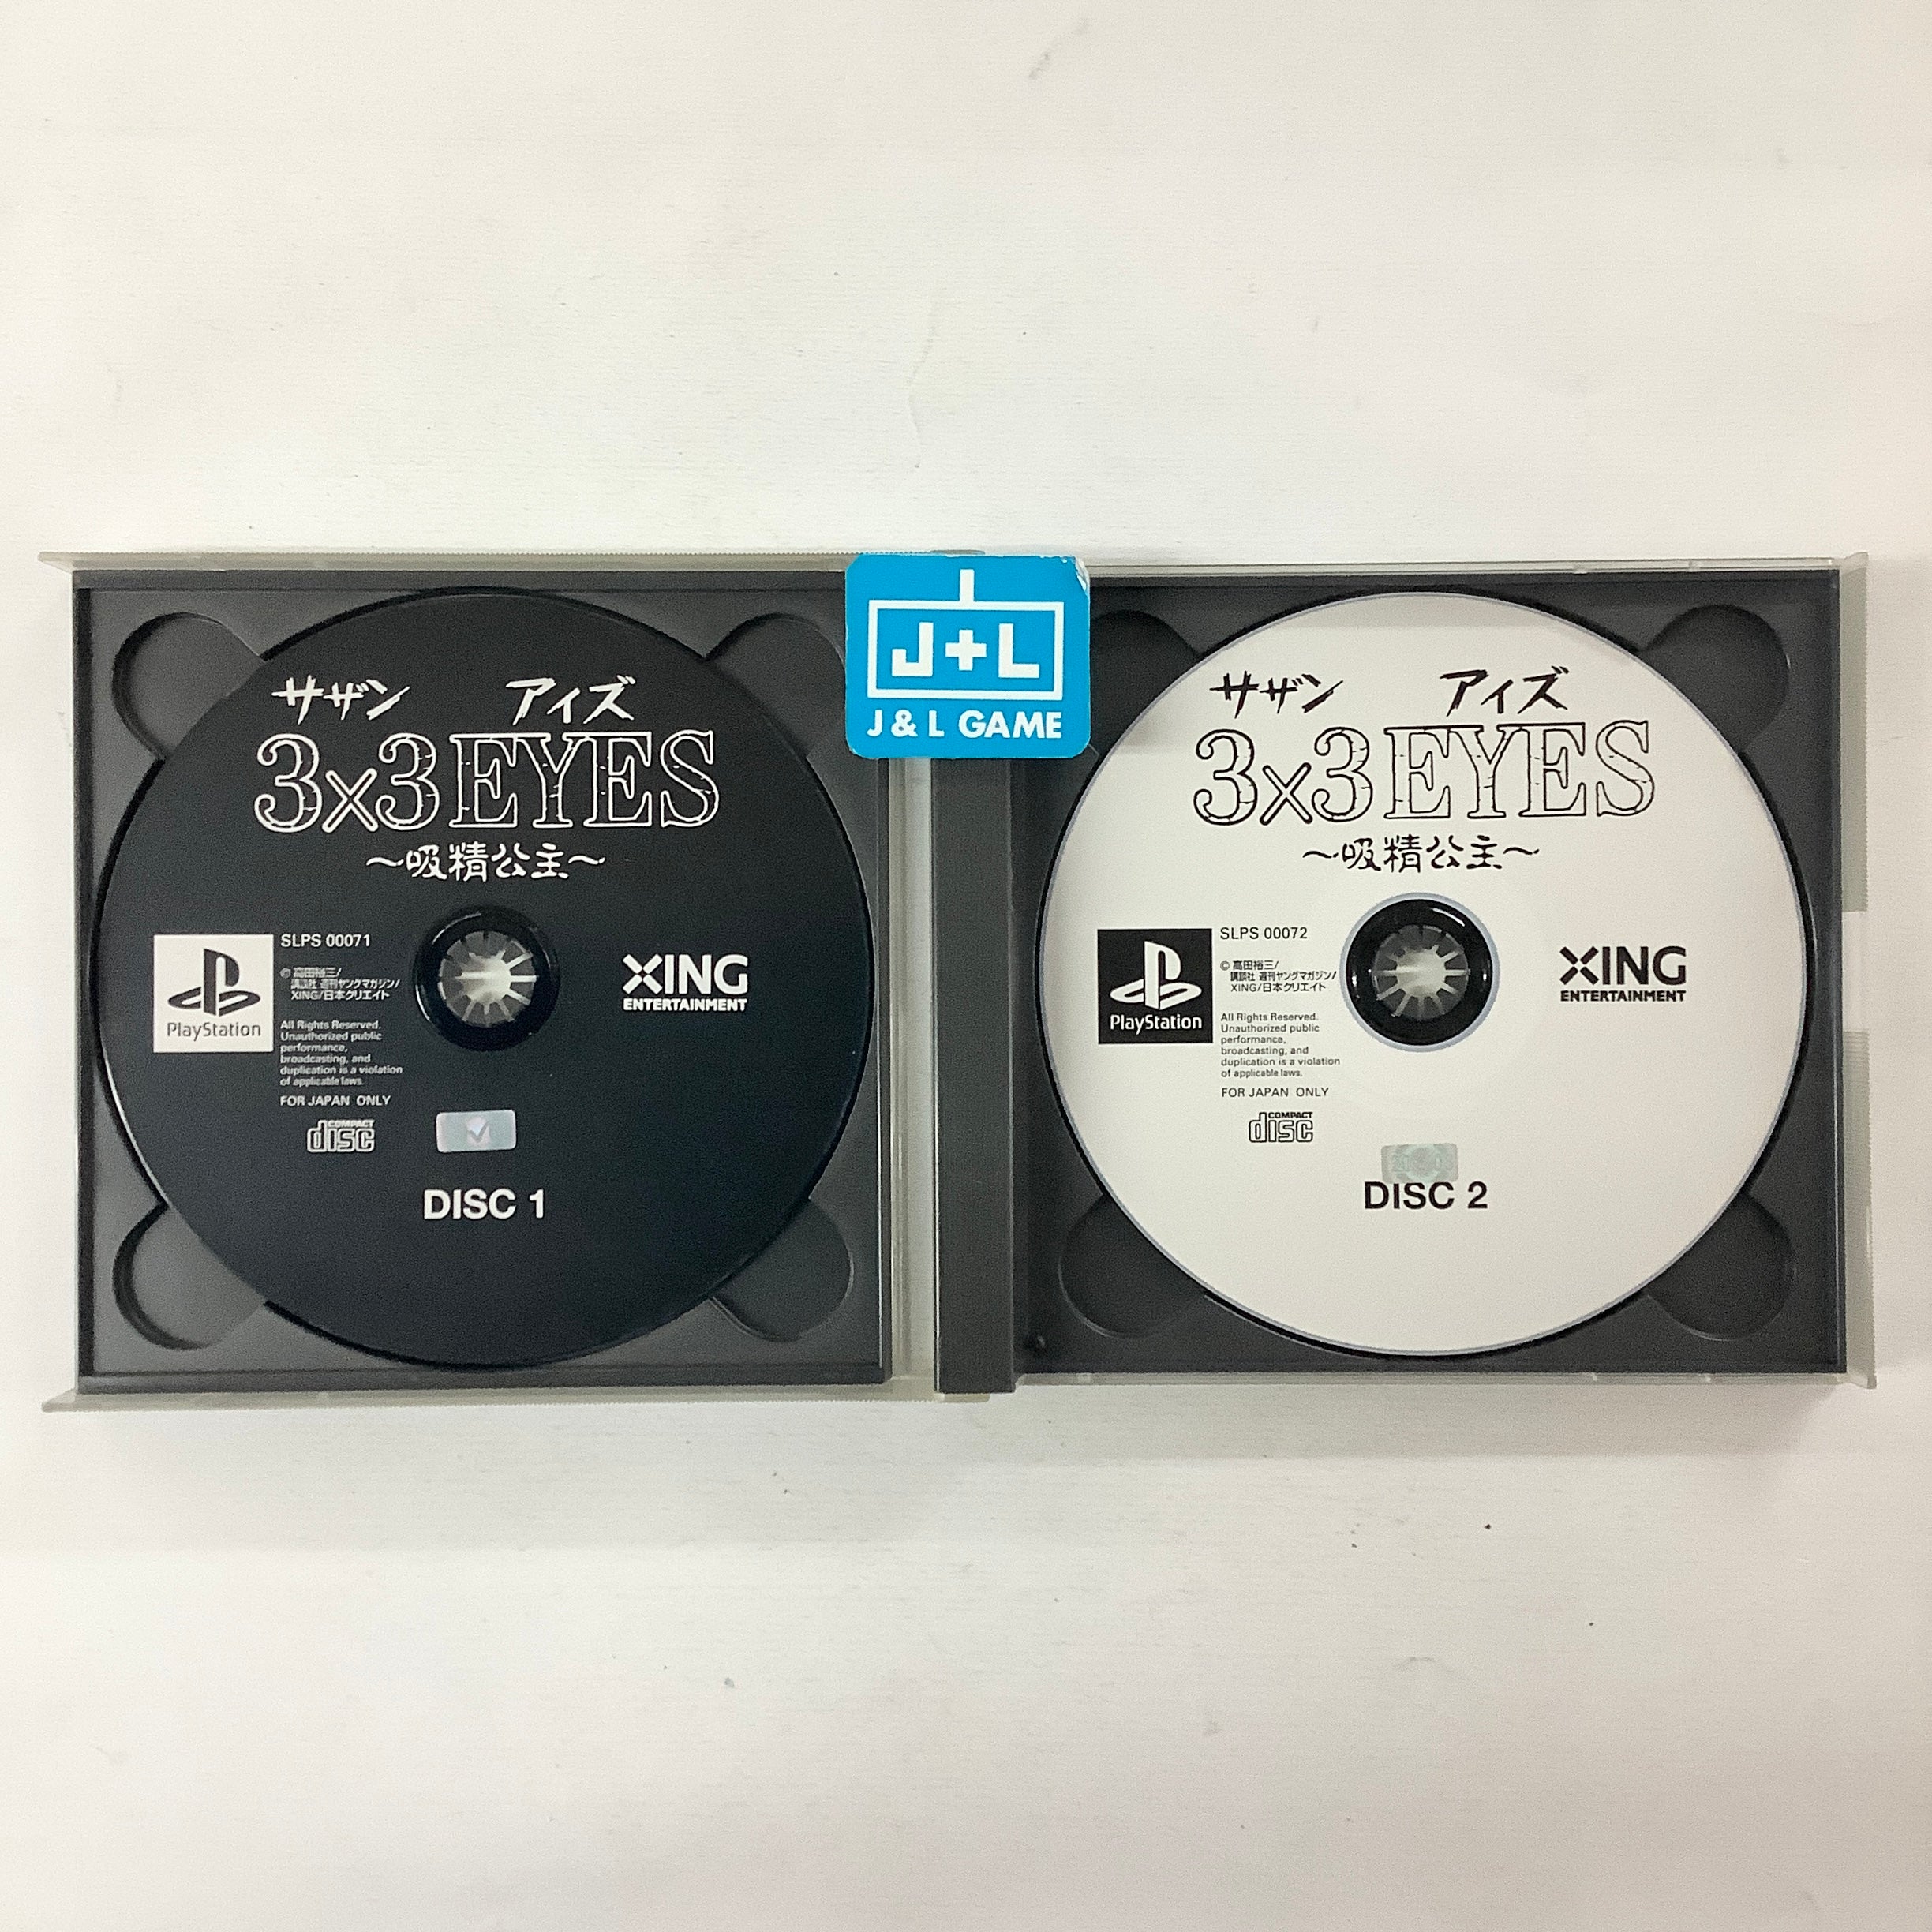 J+L
J & L GAME
サザン アイズ
3×3 EYES
~吸精公主~
PlayStation
SLPS 00071
© 高田裕三/
講談社 週刊ヤングマガジン/
XING/日本クリエイト
All Rights Reserved.
Unauthorized public
performance,
broadcasting, and
duplication is a violation
of applicable laws.
FOR JAPAN ONLY
COMPACT
disc
XING
ENTERTAINMENT
DISC 1
サザン アイズ
3×3 EYES
~吸精公主~
PlayStation
SLPS 00072
© 高田裕三/
講談社 週刊ヤングマガジン/
XING/日本クリエイト
All Rights Reserved.
Unauthorized public
performance,
broadcasting, and
duplication is a violation
of applicable laws.
FOR JAPAN ONLY
COMPACT
disc
XING
ENTERTAINMENT
DISC 2